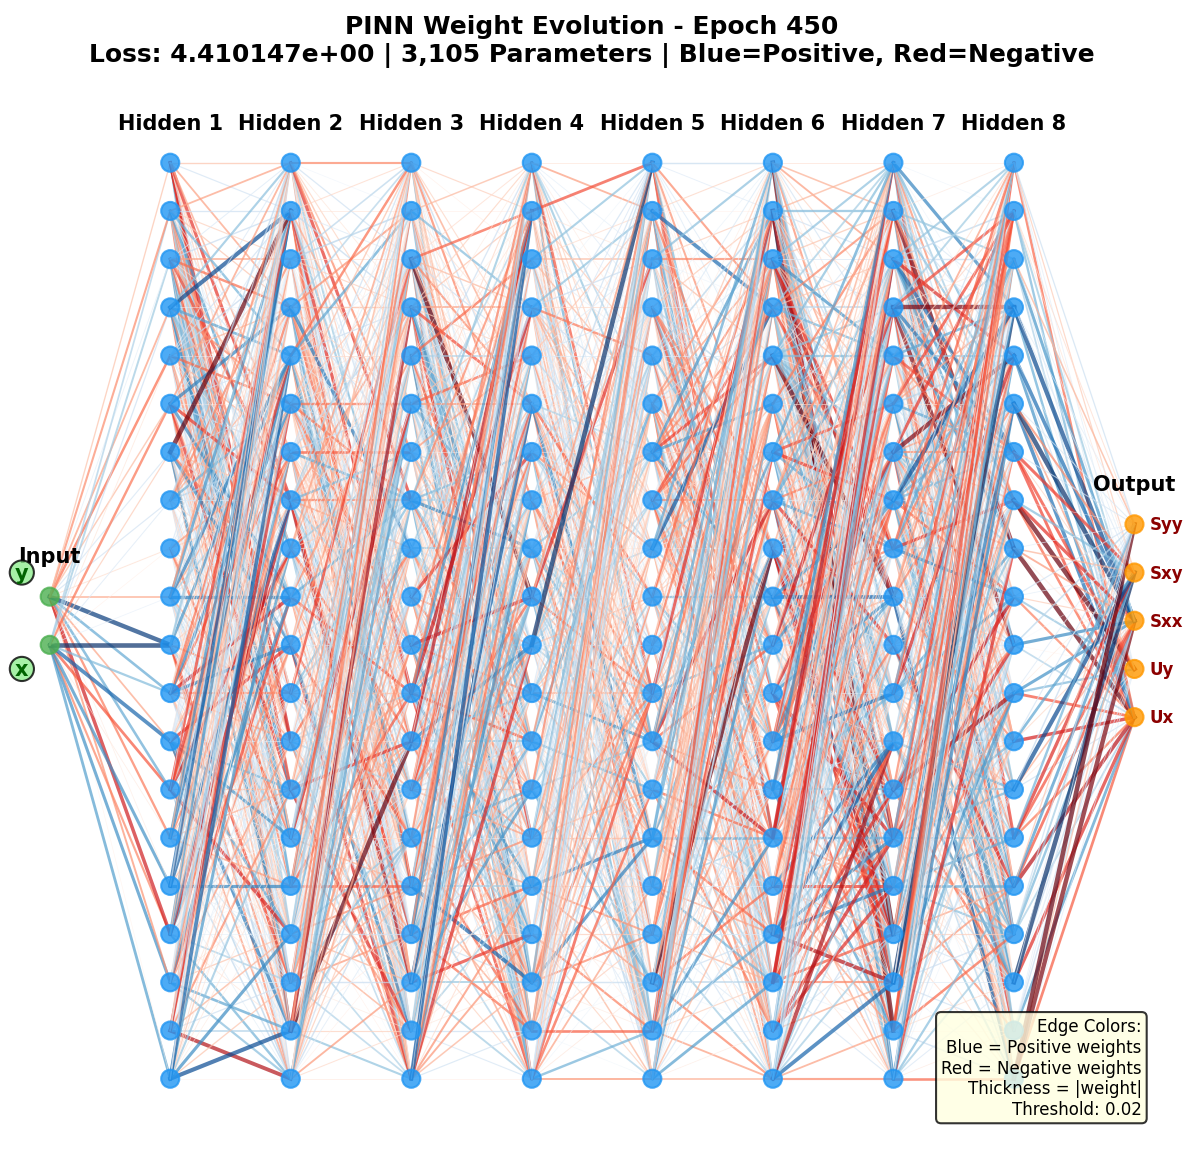 PINN Weight Evolution - Epoch 450
Loss: 4.410147e+00 | 3,105 Parameters | Blue=Positive, Red=Negative
Hidden 1 Hidden 2 Hidden 3 Hidden 4 Hidden 5 Hidden 6 Hidden 7 Hidden 8
Output
Syy
Input
y
Sxy
Sxx
x
Uy
Ux
Edge Colors:
Blue = Positive weights
Red = Negative weights
Thickness = |weight|
Threshold: 0.02